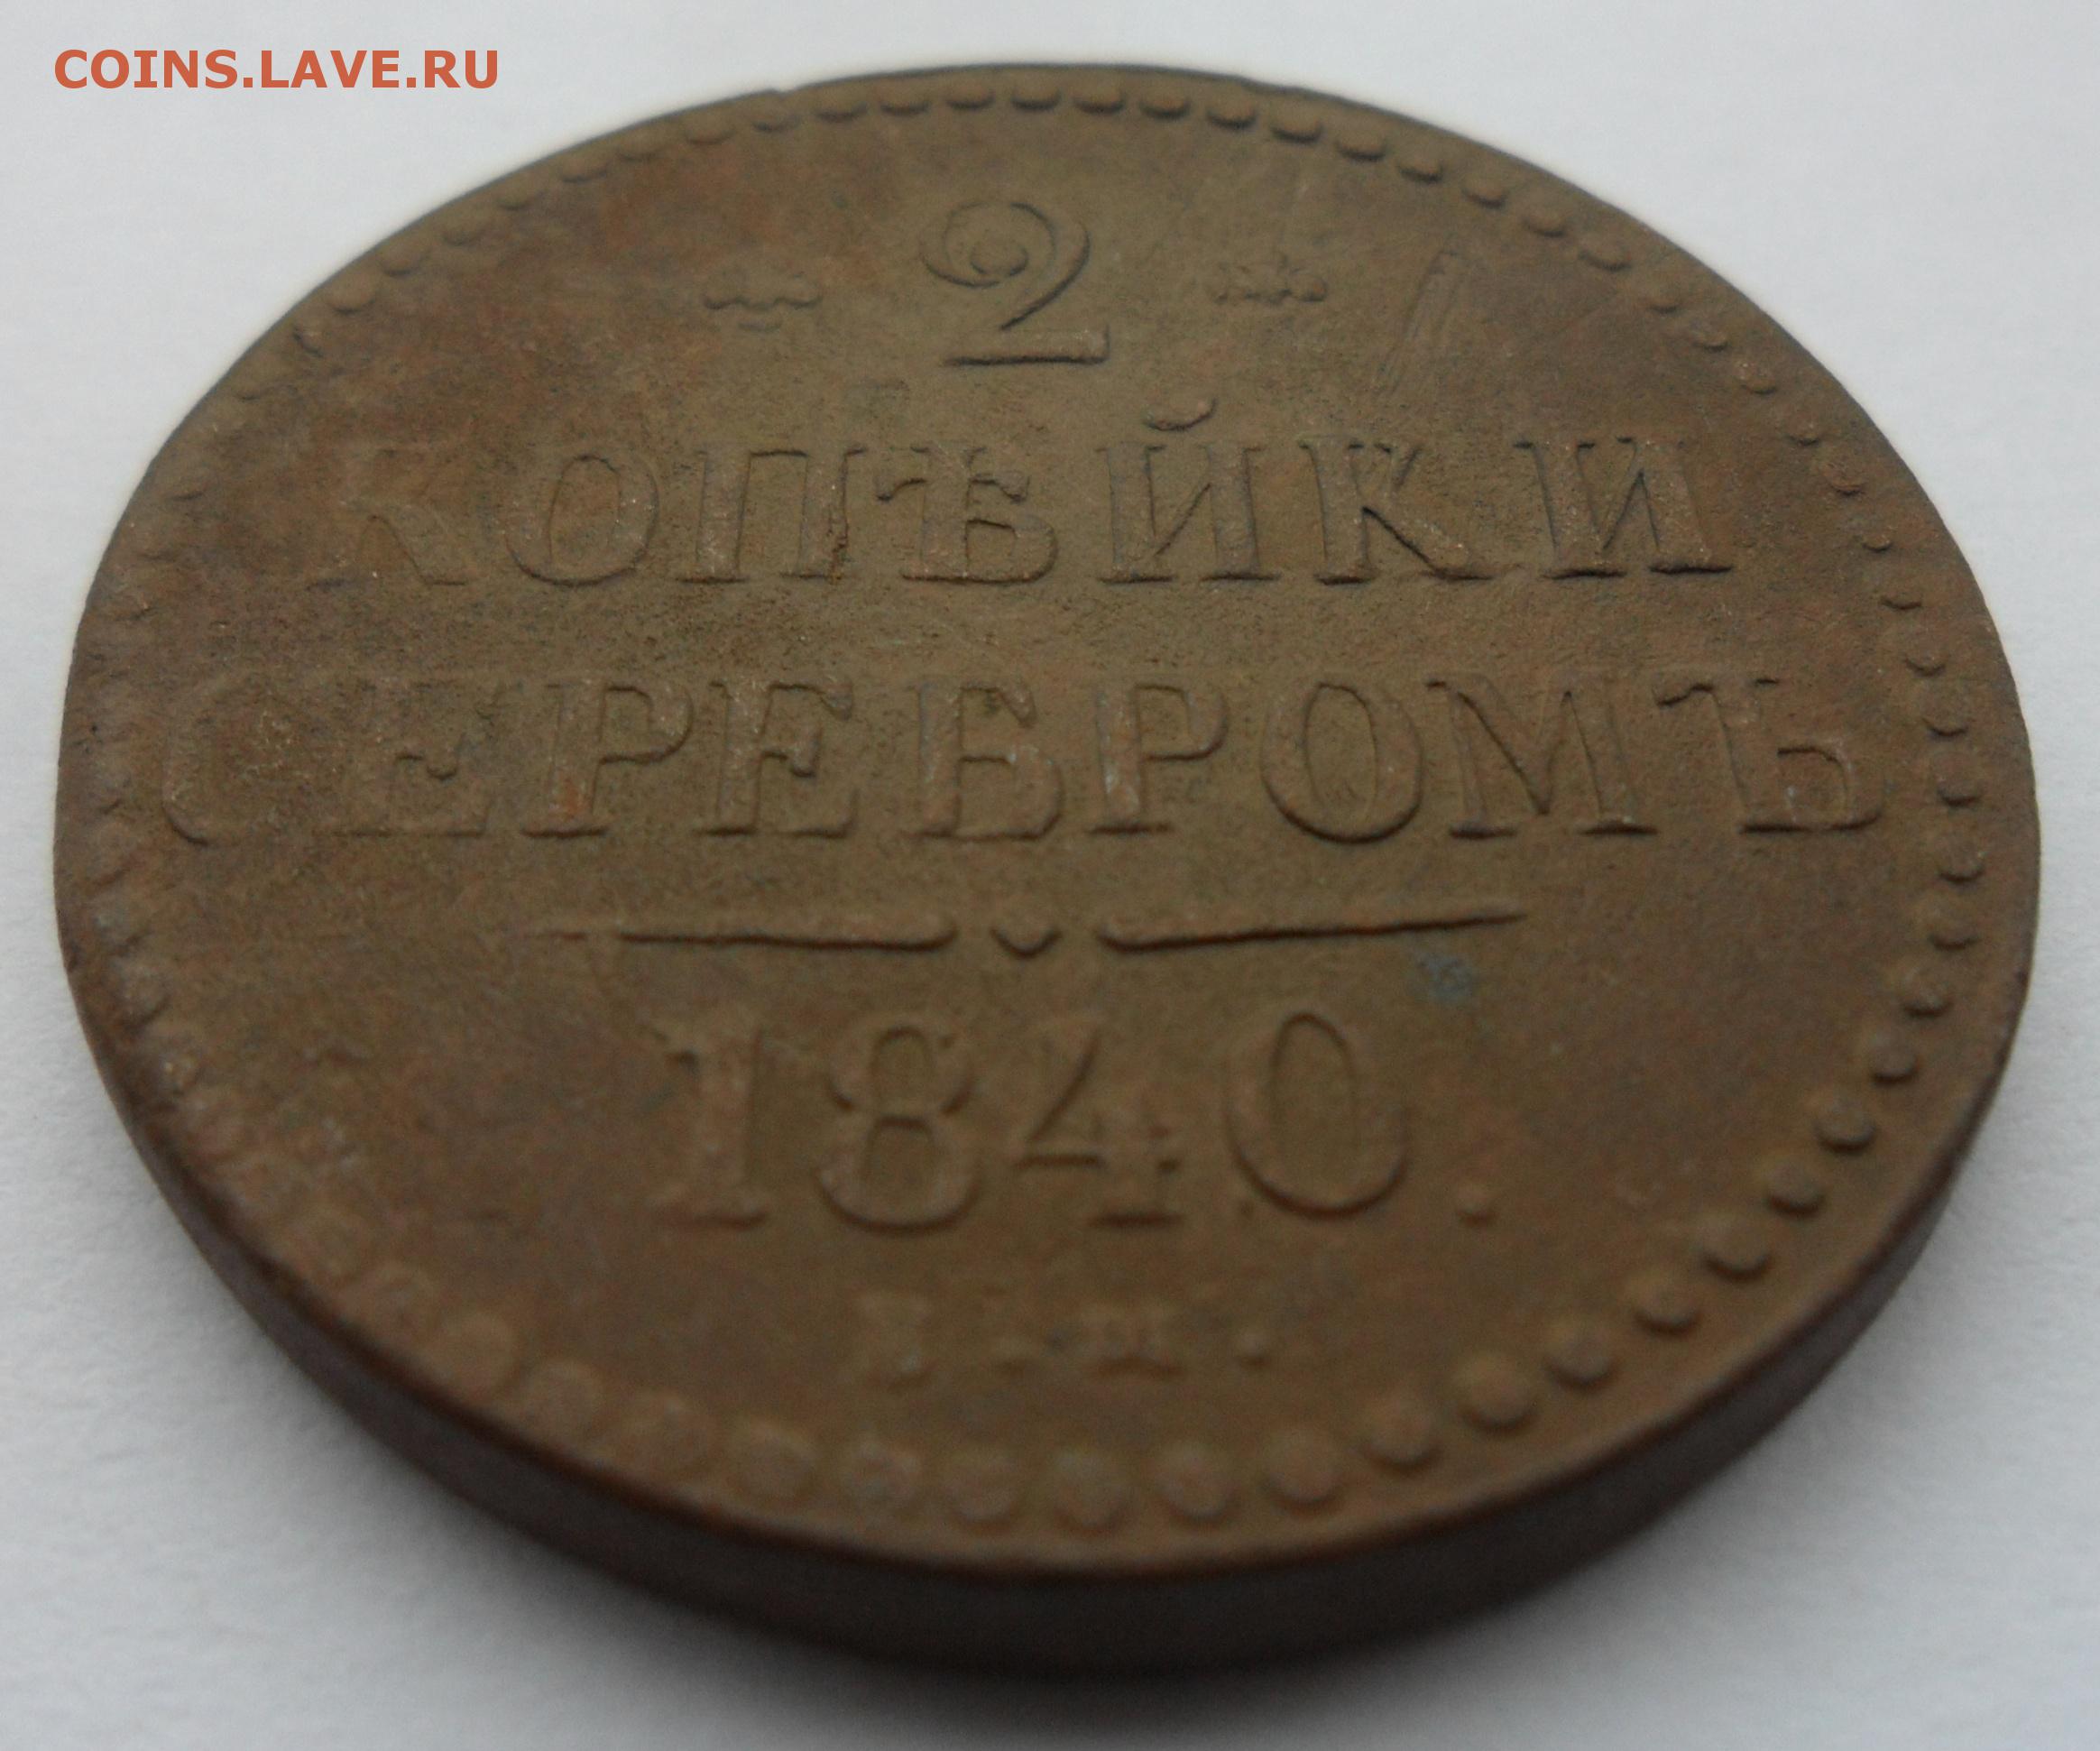 COINS.LAVE.RU
2
КОПѢЙКИ
СЕРЕБРОМЪ
1840.